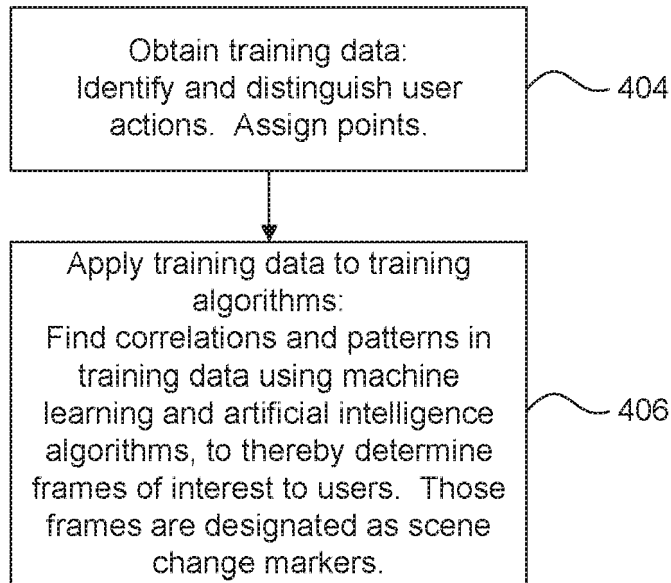 Obtain training data:
Identify and distinguish user
actions. Assign points.
404
Apply training data to training
algorithms:
Find correlations and patterns in
training data using machine
learning and artificial intelligence
algorithms, to thereby determine
frames of interest to users. Those
frames are designated as scene
change markers.
406